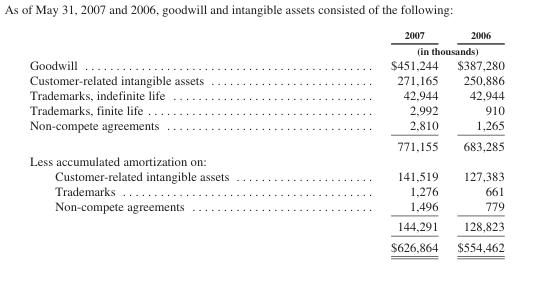 As of May 31, 2007 and 2006, goodwill and intangible assets consisted of the following:
2007 2006
(in thousands)
Goodwill ............................................. $451,244 $387,280
Customer-related intangible assets .......................... 271,165 250,886
Trademarks, indefinite life ................................ 42,944 42,944
Trademarks, finite life .................................... 2,992 910
Non-compete agreements ................................. 2,810 1,265
771,155 683,285
Less accumulated amortization on:
Customer-related intangible assets ...................... 141,519 127,383
Trademarks ........................................ 1,276 661
Non-compete agreements ............................. 1,496 779
144,291 128,823
$626,864 $554,462